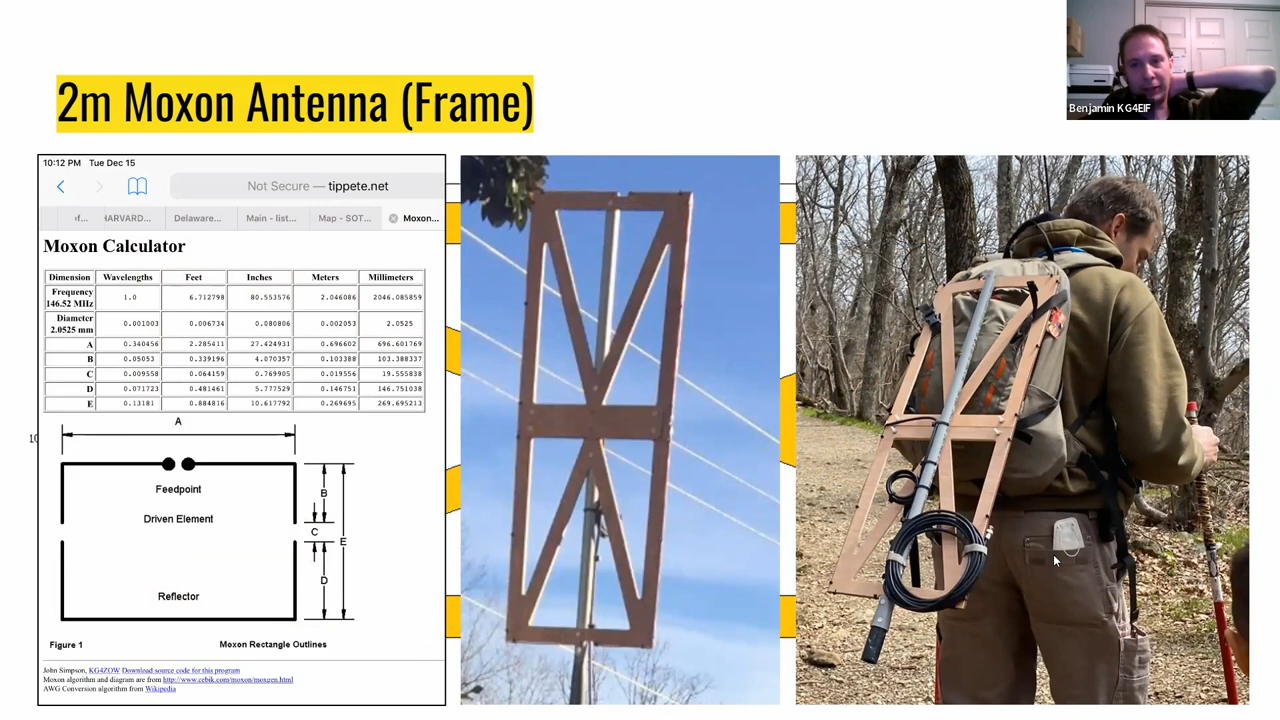 2m Moxon Antenna (Frame)
Benjamin KG4EIF
10:12 PM Tue Dec 15
Not Secure — tippete.net
f... HARVARD... Delaware... Main - list... Map - SOT... Moxon...
Moxon Calculator
Dimension Wavelengths Feet Inches Meters Millimeters
Frequency
146.52 MHz 1.0 6.712798 80.553576 2.046086 2046.085859
Diameter
2.0525 mm 0.001003 0.006734 0.080806 0.002053 2.0525
A 0.340456 2.285411 27.424931 0.696602 696.601769
B 0.05053 0.339196 4.070357 0.103388 103.388337
C 0.009558 0.064159 0.769905 0.019556 19.555838
D 0.071723 0.481461 5.777529 0.146751 146.751038
E 0.13181 0.884816 10.617792 0.269695 269.695213
A
10
Feedpoint
B
Driven Element
C
E
D
Reflector
Figure 1 Moxon Rectangle Outlines
John Simpson, KG4ZOW Download source code for this program
Moxon algorithm and diagram are from http://www.cebik.com/moxon/moxgen.html
AWG Conversion algorithm from Wikipedia